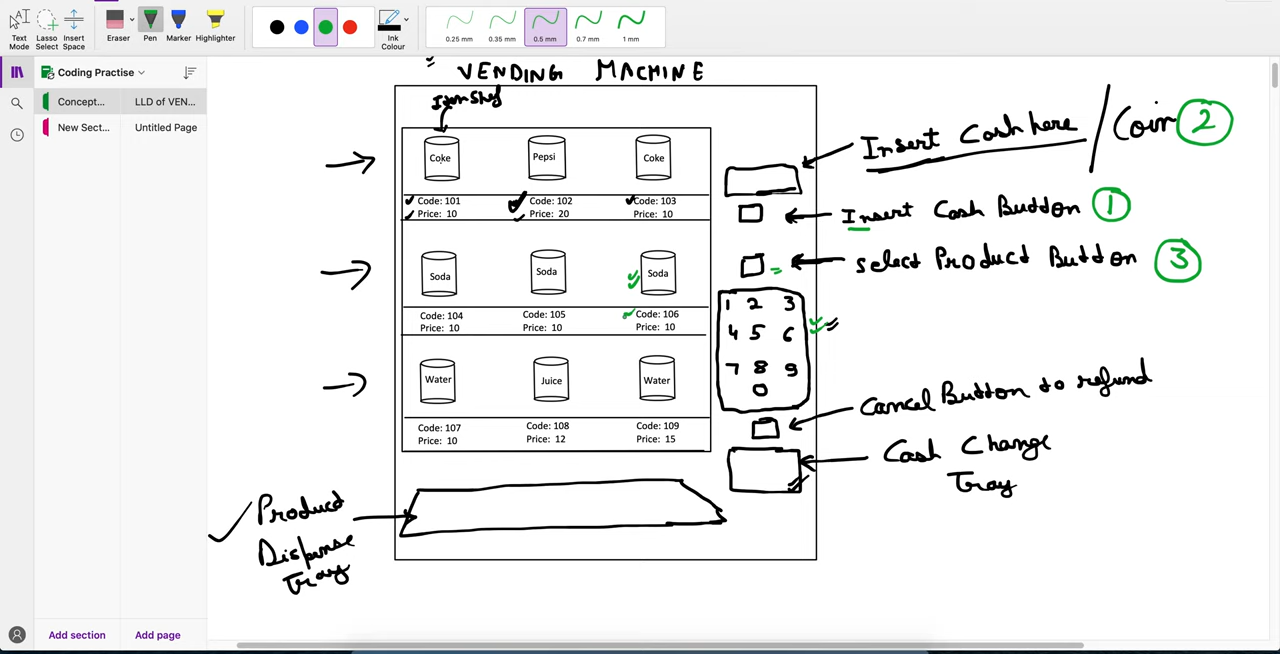 Text Mode
Lasso Select
Insert Space
Eraser
Pen
Marker
Highlighter
Ink Colour
0.25 mm
0.35 mm
0.5 mm
0.7 mm
1 mm
Coding Practise
Concept...
LLD of VEN...
New Sect...
Untitled Page
Add section
Add page
VENDING MACHINE
Item Shelf
Coke
Pepsi
Coke
Code: 101
Code: 102
Code: 103
Price: 10
Price: 20
Price: 10
Soda
Soda
Soda
Code: 104
Code: 105
Code: 106
Price: 10
Price: 10
Price: 10
Water
Juice
Water
Code: 107
Code: 108
Code: 109
Price: 10
Price: 12
Price: 15
Insert Cash here / Coin 2
Insert Cash Button 1
select Product Button 3
1 2 3
4 5 6
7 8 9
0
Cancel Button to refund
Cash Change
Tray
Product
Dispense
Tray